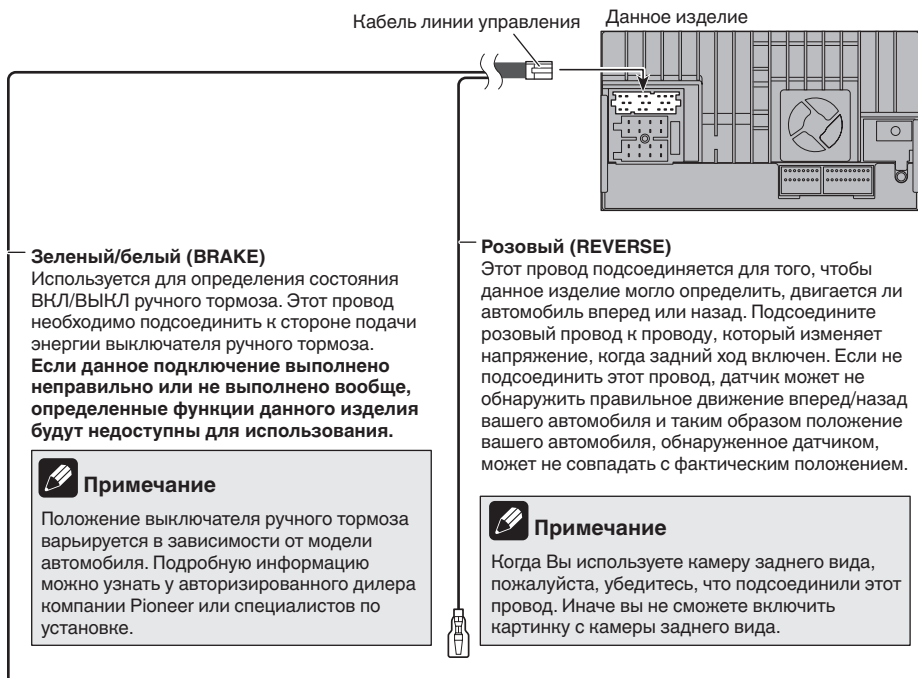 Кабель линии управления
Данное изделие
Зеленый/белый (BRAKE)
Используется для определения состояния
ВКЛ/ВЫКЛ ручного тормоза. Этот провод
необходимо подсоединить к стороне подачи
энергии выключателя ручного тормоза.
Если данное подключение выполнено
неправильно или не выполнено вообще,
определенные функции данного изделия
будут недоступны для использования.
Примечание
Положение выключателя ручного тормоза
варьируется в зависимости от модели
автомобиля. Подробную информацию
можно узнать у авторизированного дилера
компании Pioneer или специалистов по
установке.
Розовый (REVERSE)
Этот провод подсоединяется для того, чтобы
данное изделие могло определить, двигается ли
автомобиль вперед или назад. Подсоедините
розовый провод к проводу, который изменяет
напряжение, когда задний ход включен. Если не
подсоединить этот провод, датчик может не
обнаружить правильное движение вперед/назад
вашего автомобиля и таким образом положение
вашего автомобиля, обнаруженное датчиком,
может не совпадать с фактическим положением.
Примечание
Когда Вы используете камеру заднего вида,
пожалуйста, убедитесь, что подсоединили этот
провод. Иначе вы не сможете включить
картинку с камеры заднего вида.